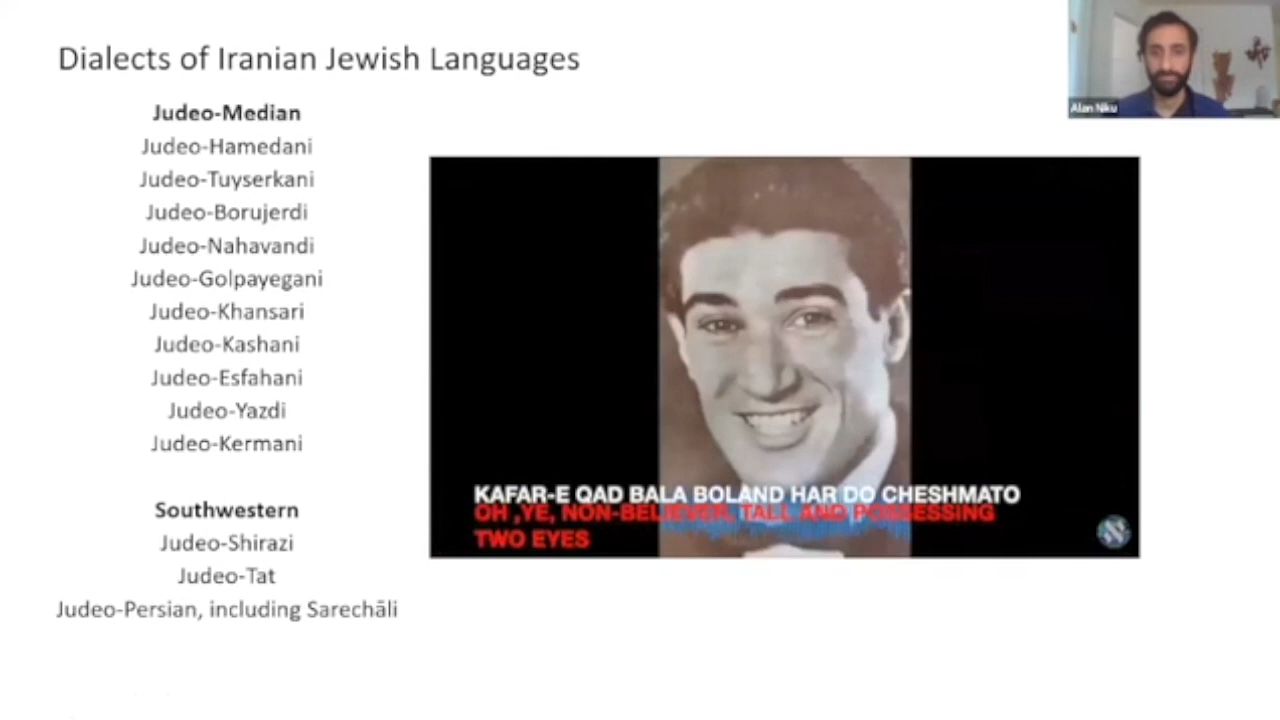 Dialects of Iranian Jewish Languages
Judeo-Median
Judeo-Hamedani
Judeo-Tuyserkani
Judeo-Borujerdi
Judeo-Nahavandi
Judeo-Golpayegani
Judeo-Khansari
Judeo-Kashani
Judeo-Esfahani
Judeo-Yazdi
Judeo-Kermani
Southwestern
Judeo-Shirazi
Judeo-Tat
Judeo-Persian, including Sarechāli
KAFAR-E QAD BALA BOLAND HAR DO CHESHMATO
OH ,YE, NON-BELIEVER, TALL AND POSSESSING
TWO EYES
Alan Niku